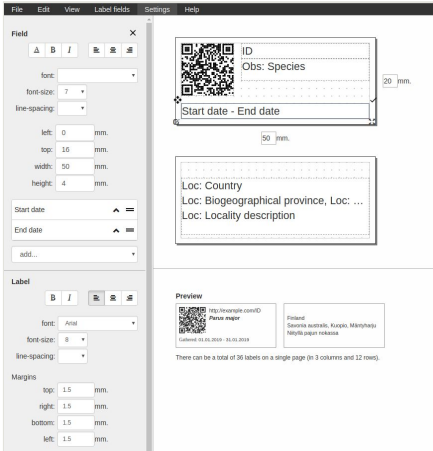 File Edit View Label fields Settings Help
Field
A B I
font:
font-size: 7
line-spacing:
left: 0 mm.
top: 16 mm.
width: 50 mm.
height: 4 mm.
Start date
End date
add...
Label
B I
font: Arial
font-size: 8
line-spacing:
Margins
top: 1.5 mm.
right: 1.5 mm.
bottom: 1.5 mm.
left: 1.5 mm.
ID
Obs: Species
Start date - End date
20 mm.
50 mm.
Loc: Country
Loc: Biogeographical province, Loc: ...
Loc: Locality description
Preview
http://example.com/ID
Parus major
Gathered: 01.01.2019 - 31.01.2019
Finland
Savonia australis, Kuopio, Mäntyharju
Nätyllä pajun nokassa
There can be a total of 36 labels on a single page (in 3 columns and 12 rows).